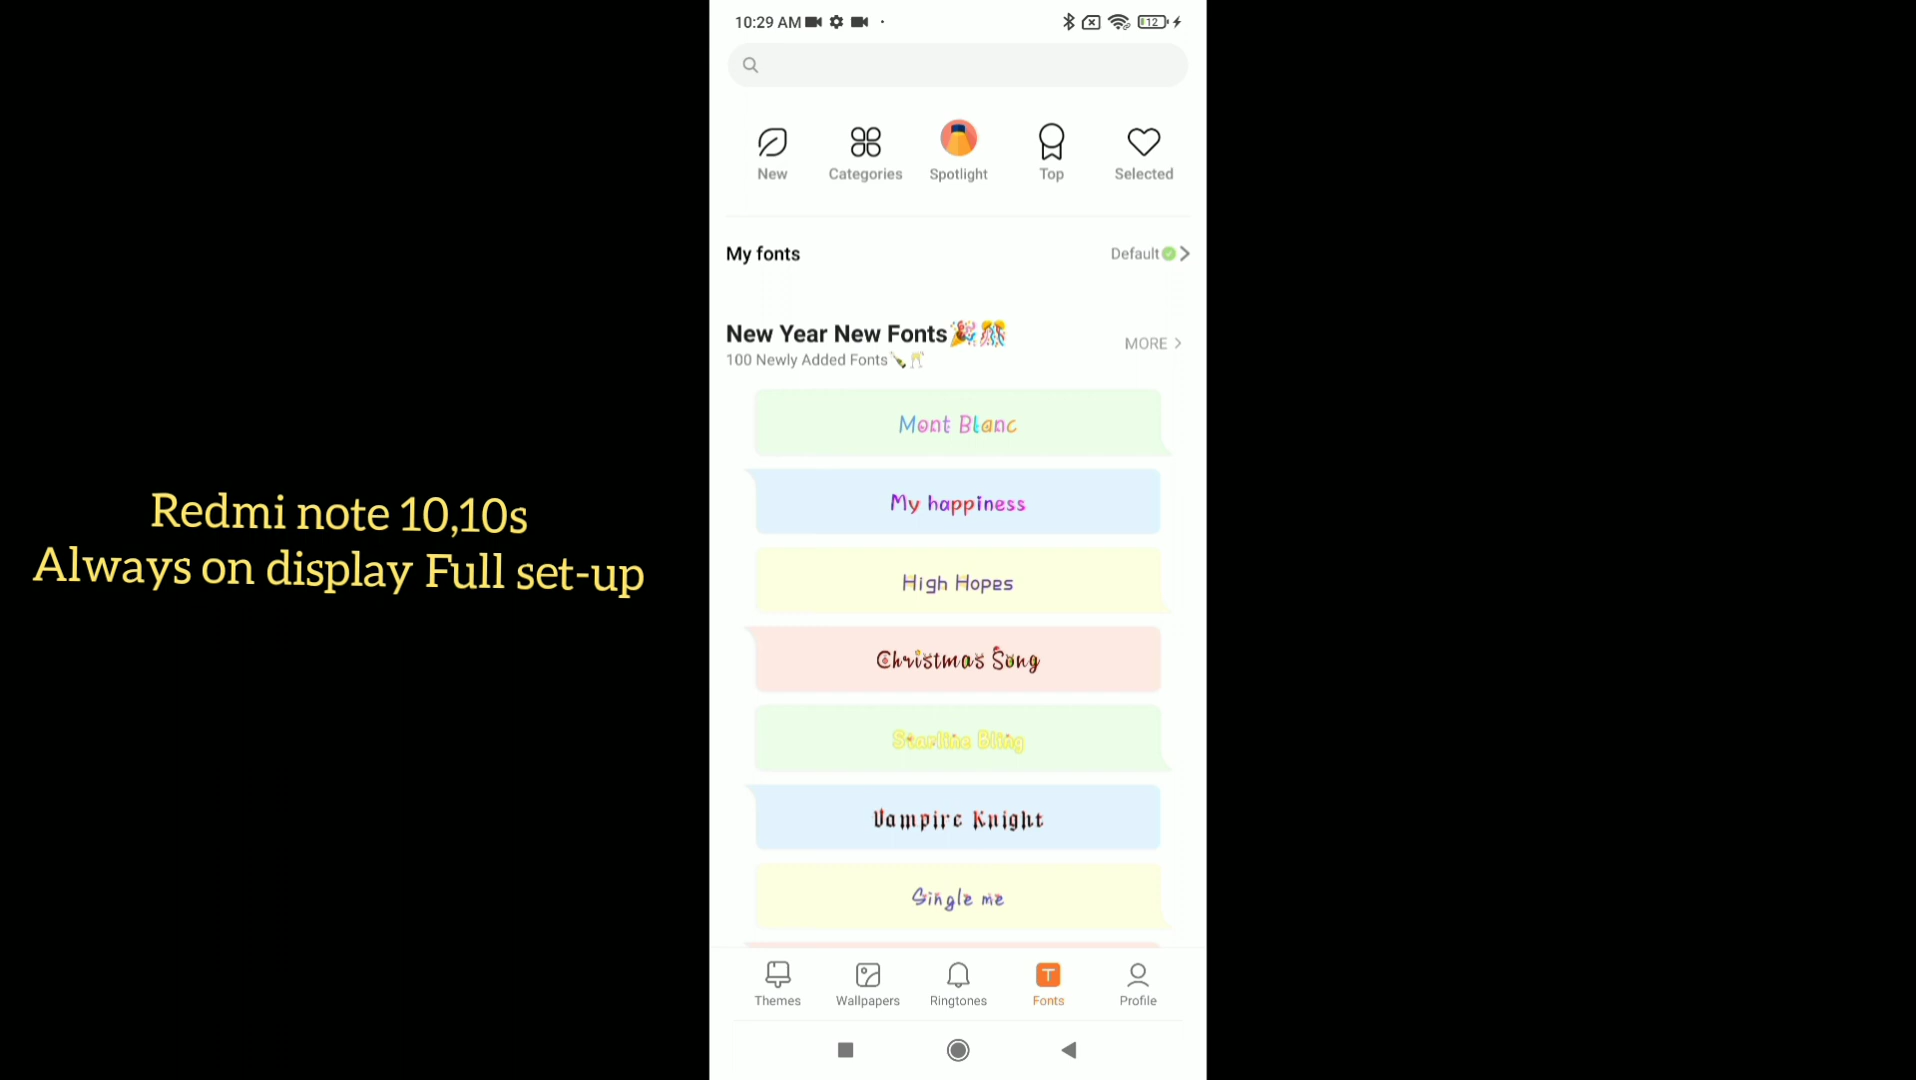 10:29 AM
12
New
Categories
Spotlight
Top
Selected
My fonts
Default
New Year New Fonts🎉🎊
MORE
100 Newly Added Fonts🍾🥂
Mont Blanc
My happiness
High Hopes
Christmas Song
Starline Bling
Vampire Knight
Single me
Themes
Wallpapers
Ringtones
T
Fonts
Profile
Redmi note 10,10s
Always on display Full set-up